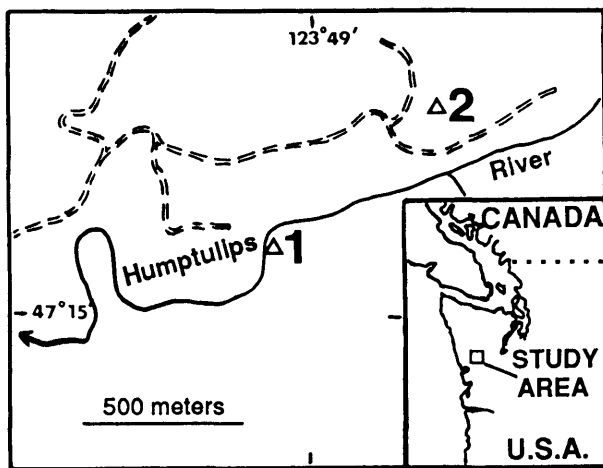 123°49'
2
River
1
Humptulips
47°15'
500 meters
CANADA
STUDY
AREA
U.S.A.